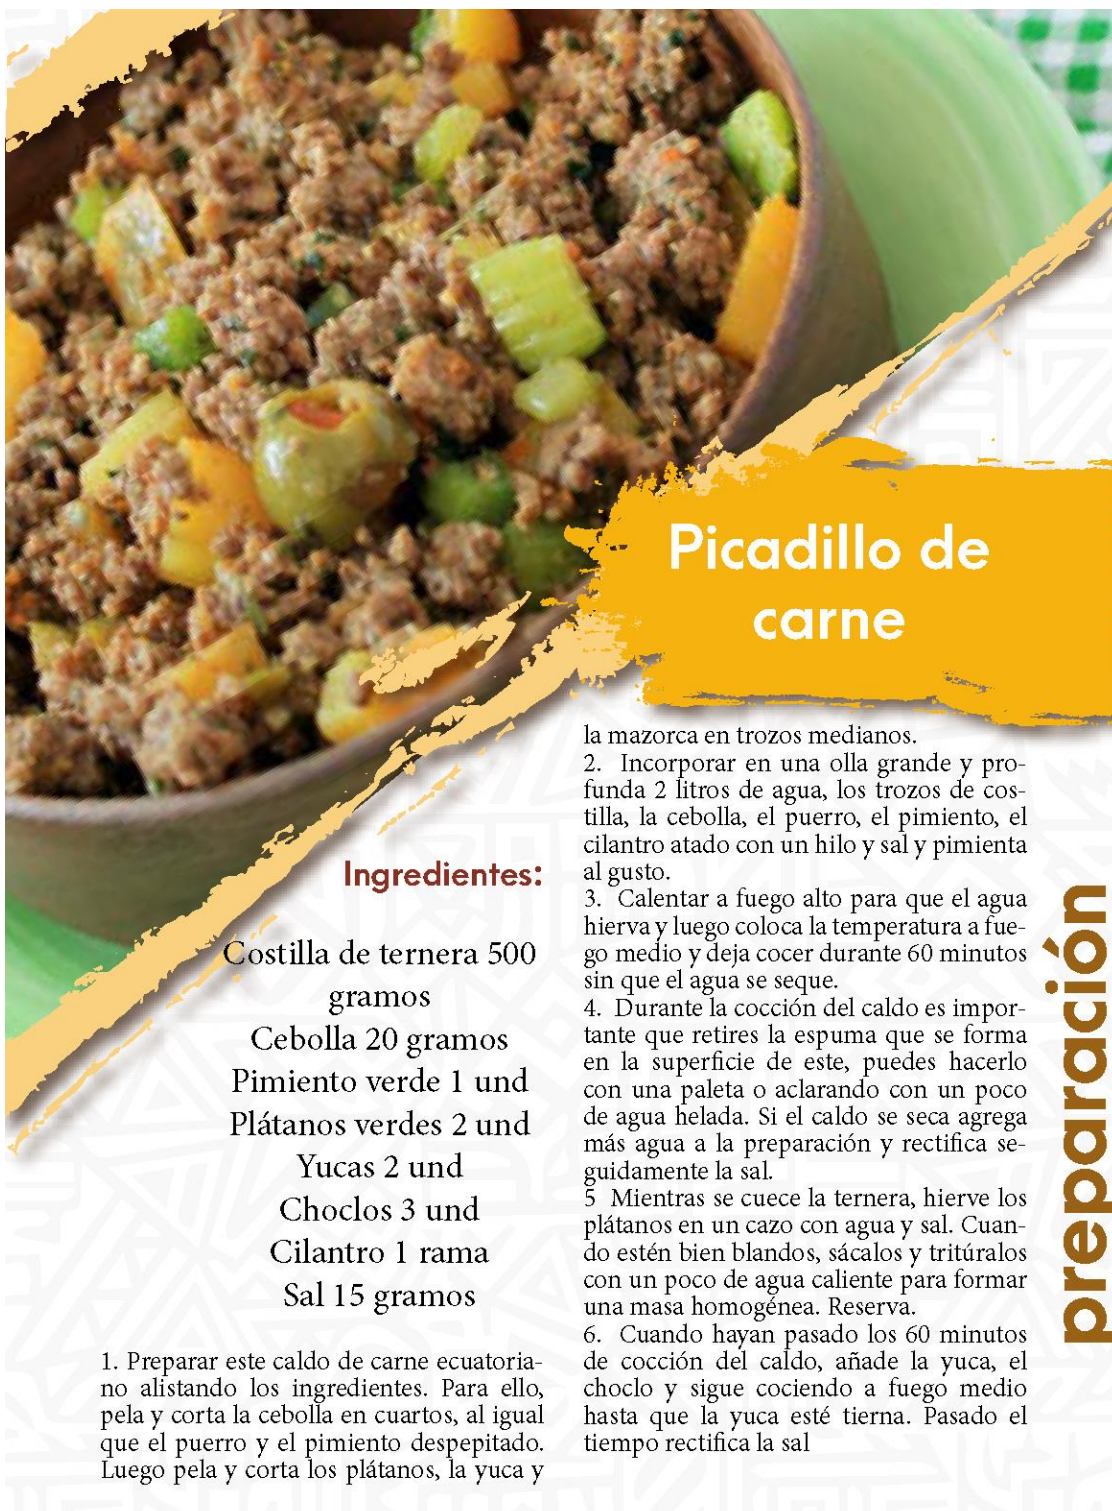 Picadillo de
carne
Ingredientes:
Costilla de ternera 500
gramos
Cebolla 20 gramos
Pimiento verde 1 und
Plátanos verdes 2 und
Yucas 2 und
Choclos 3 und
Cilantro 1 rama
Sal 15 gramos
1. Preparar este caldo de carne ecuatoria-
no alistando los ingredientes. Para ello,
pela y corta la cebolla en cuartos, al igual
que el puerro y el pimiento despepitado.
Luego pela y corta los plátanos, la yuca y
la mazorca en trozos medianos.
2. Incorporar en una olla grande y pro-
funda 2 litros de agua, los trozos de cos-
tilla, la cebolla, el puerro, el pimiento, el
cilantro atado con un hilo y sal y pimienta
al gusto.
3. Calentar a fuego alto para que el agua
hierva y luego coloca la temperatura a fue-
go medio y deja cocer durante 60 minutos
sin que el agua se seque.
4. Durante la cocción del caldo es impor-
tante que retires la espuma que se forma
en la superficie de este, puedes hacerlo
con una paleta o aclarando con un poco
de agua helada. Si el caldo se seca agrega
más agua a la preparación y rectifica se-
guidamente la sal.
5 Mientras se cuece la ternera, hierve los
plátanos en un cazo con agua y sal. Cuan-
do estén bien blandos, sácalos y tritúralos
con un poco de agua caliente para formar
una masa homogénea. Reserva.
6. Cuando hayan pasado los 60 minutos
de cocción del caldo, añade la yuca, el
choclo y sigue cociendo a fuego medio
hasta que la yuca esté tierna. Pasado el
tiempo rectifica la sal
preparación